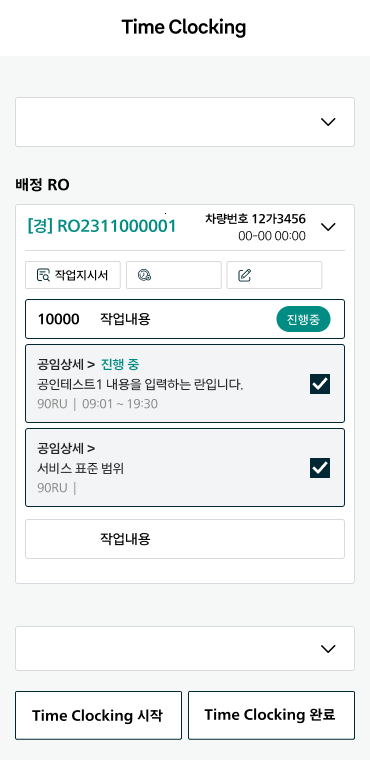 Time Clocking
배정 RO
[경] RO2311000001
차량번호 12가3456
00-00 00:00
작업지시서
10000 작업내용 진행중
공임상세 > 진행 중
공인테스트1 내용을 입력하는 란입니다.
90RU | 09:01 ~ 19:30
공임상세 >
서비스 표준 범위
90RU |
작업내용
Time Clocking 시작
Time Clocking 완료